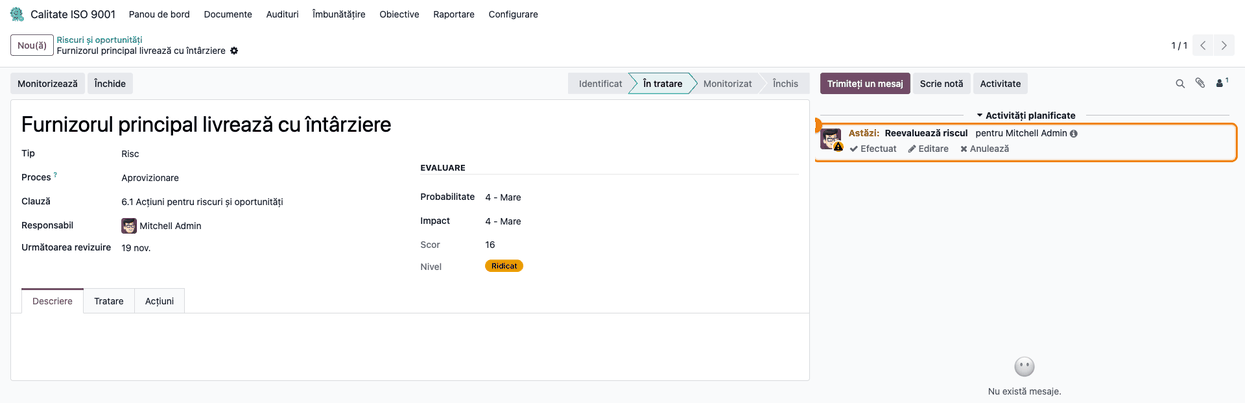 Calitate ISO 9001 Panou de bord Documente Audituri Îmbunătățire Obiective Raportare Configurare
Nou(ă)
Riscuri și oportunități
Furnizorul principal livrează cu întârziere
1 / 1
Monitorizează Închide
Identificat În tratare Monitorizat Închis
Trimiteți un mesaj Scrie notă Activitate
1
Furnizorul principal livrează cu întârziere
Tip Risc
Proces ? Aprovizionare
Clauză 6.1 Acțiuni pentru riscuri și oportunități
Responsabil Mitchell Admin
Următoarea revizuire 19 nov.
EVALUARE
Probabilitate 4 - Mare
Impact 4 - Mare
Scor 16
Nivel Ridicat
Descriere Tratare Acțiuni
Activități planificate
Astăzi: Reevaluează riscul pentru Mitchell Admin
Efectuat Editare Anulează
Nu există mesaje.